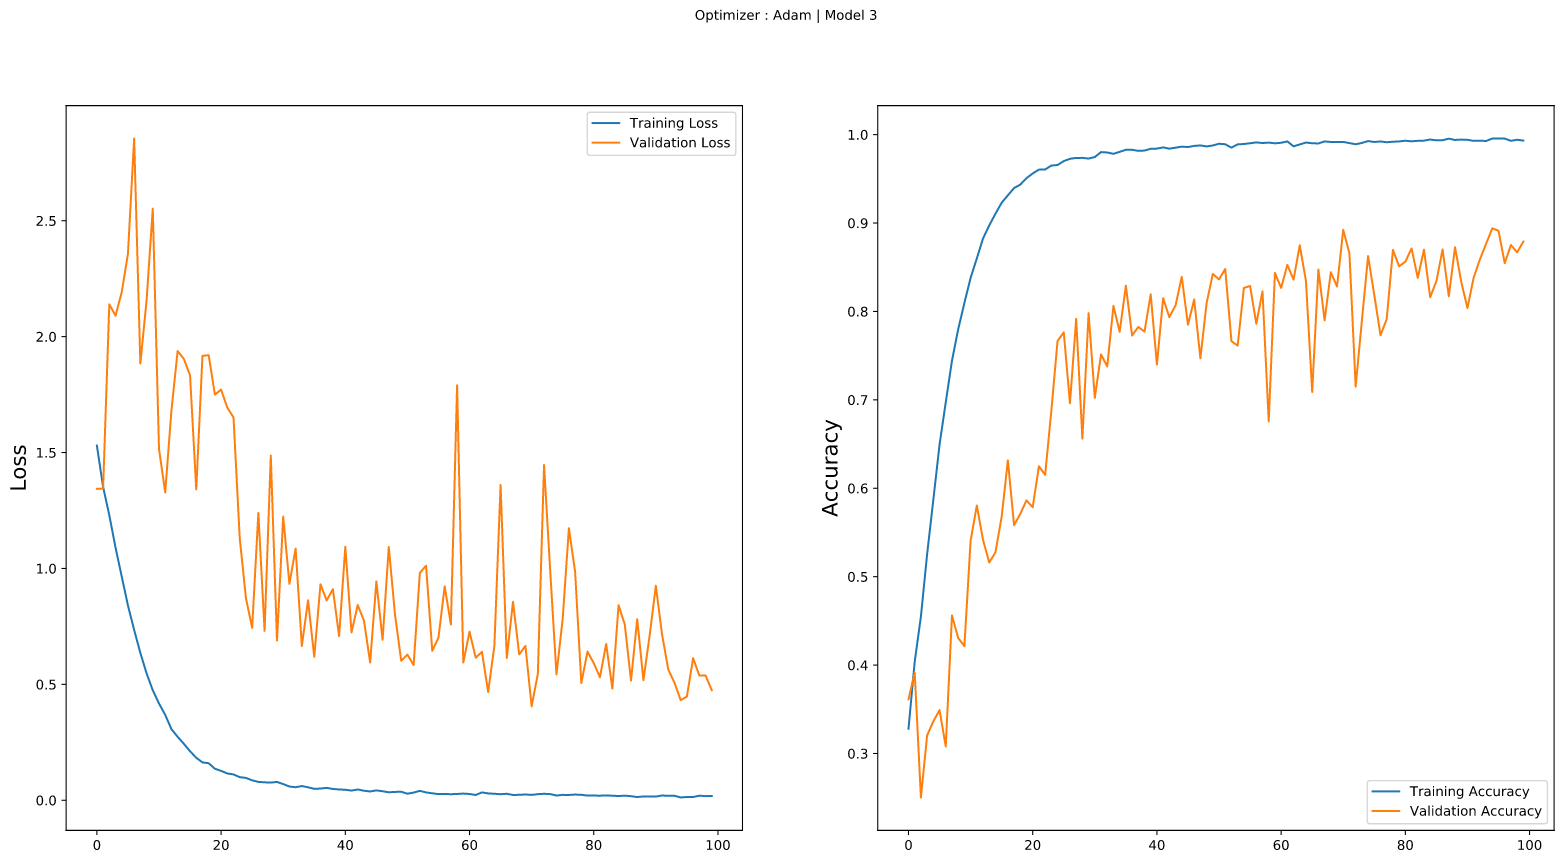 Optimizer : Adam | Model 3
Loss
2.5
2.0
1.5
1.0
0.5
0.0
0 20 40 60 80 100
Training Loss
Validation Loss
Accuracy
1.0
0.9
0.8
0.7
0.6
0.5
0.4
0.3
0 20 40 60 80 100
Training Accuracy
Validation Accuracy